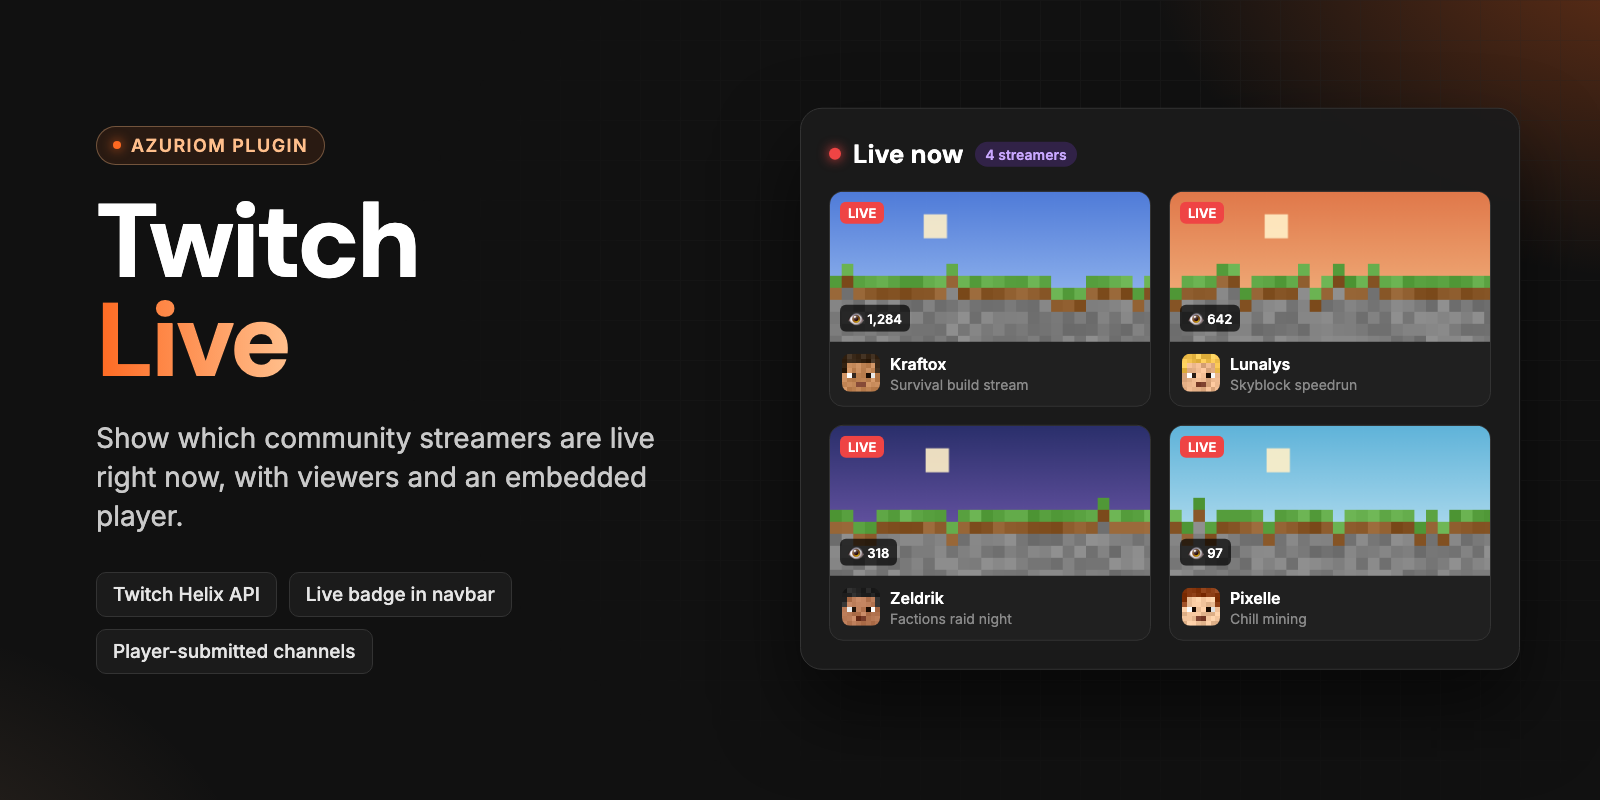 AZURIOM PLUGIN
Twitch
Live
Show which community streamers are live
right now, with viewers and an embedded
player.
Twitch Helix API
Live badge in navbar
Player-submitted channels
Live now
4 streamers
LIVE
1,284
Kraftox
Survival build stream
LIVE
642
Lunalys
Skyblock speedrun
LIVE
318
Zeldrik
Factions raid night
LIVE
97
Pixelle
Chill mining